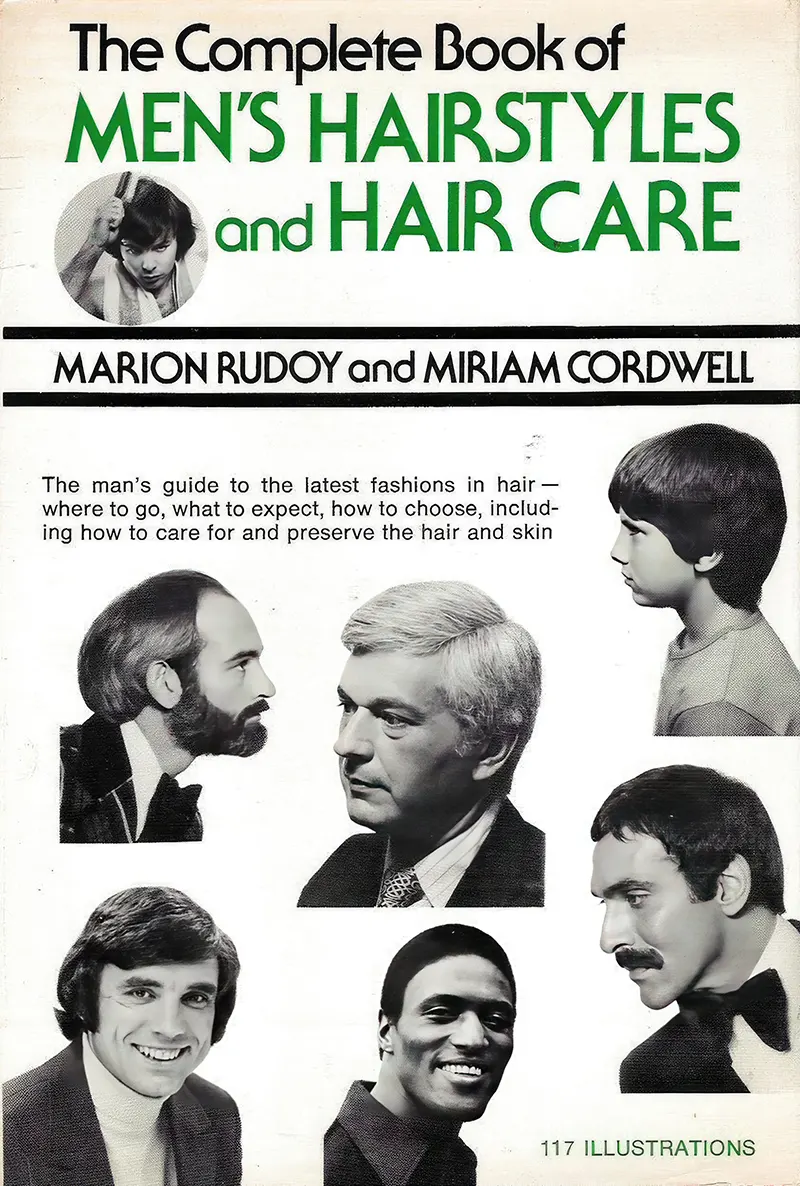 The Complete Book of
MEN'S HAIRSTYLES
and HAIR CARE
MARION RUDOY and MIRIAM CORDWELL
The man's guide to the latest fashions in hair —
where to go, what to expect, how to choose, includ-
ing how to care for and preserve the hair and skin
117 ILLUSTRATIONS